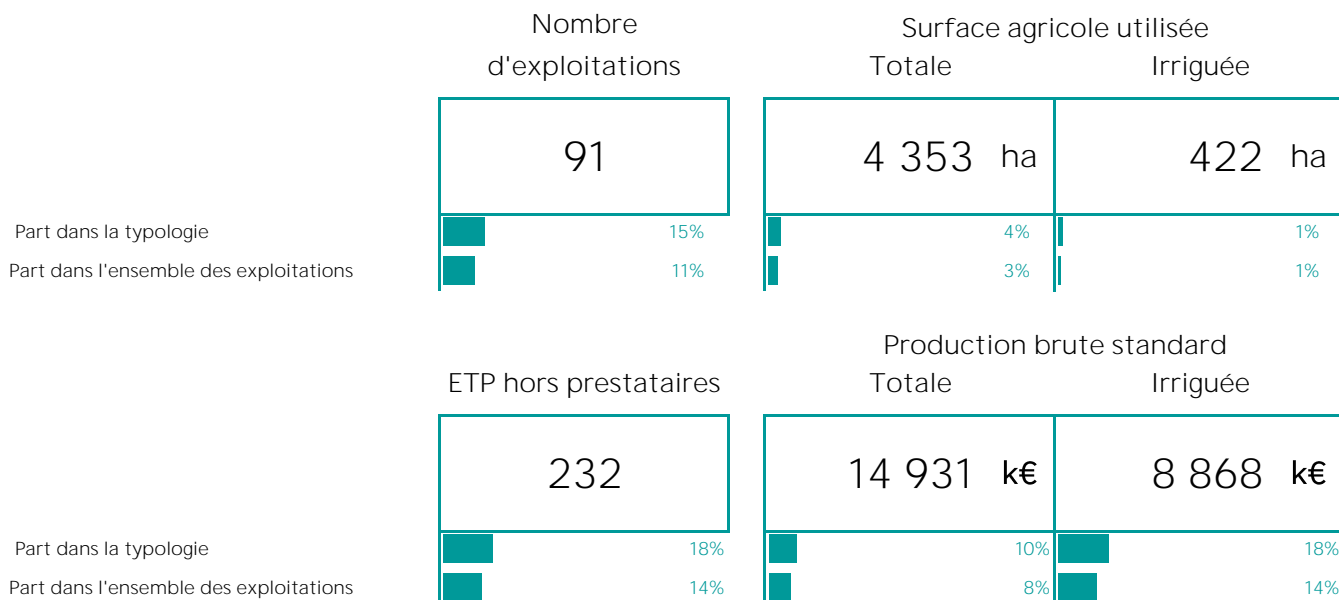 Nombre
d'exploitations
Surface agricole utilisée
Totale Irriguée
91 4 353 ha 422 ha
Part dans la typologie 15% 4% 1%
Part dans l'ensemble des exploitations 11% 3% 1%
Production brute standard
ETP hors prestataires Totale Irriguée
232 14 931 k€ 8 868 k€
Part dans la typologie 18% 10% 18%
Part dans l'ensemble des exploitations 14% 8% 14%